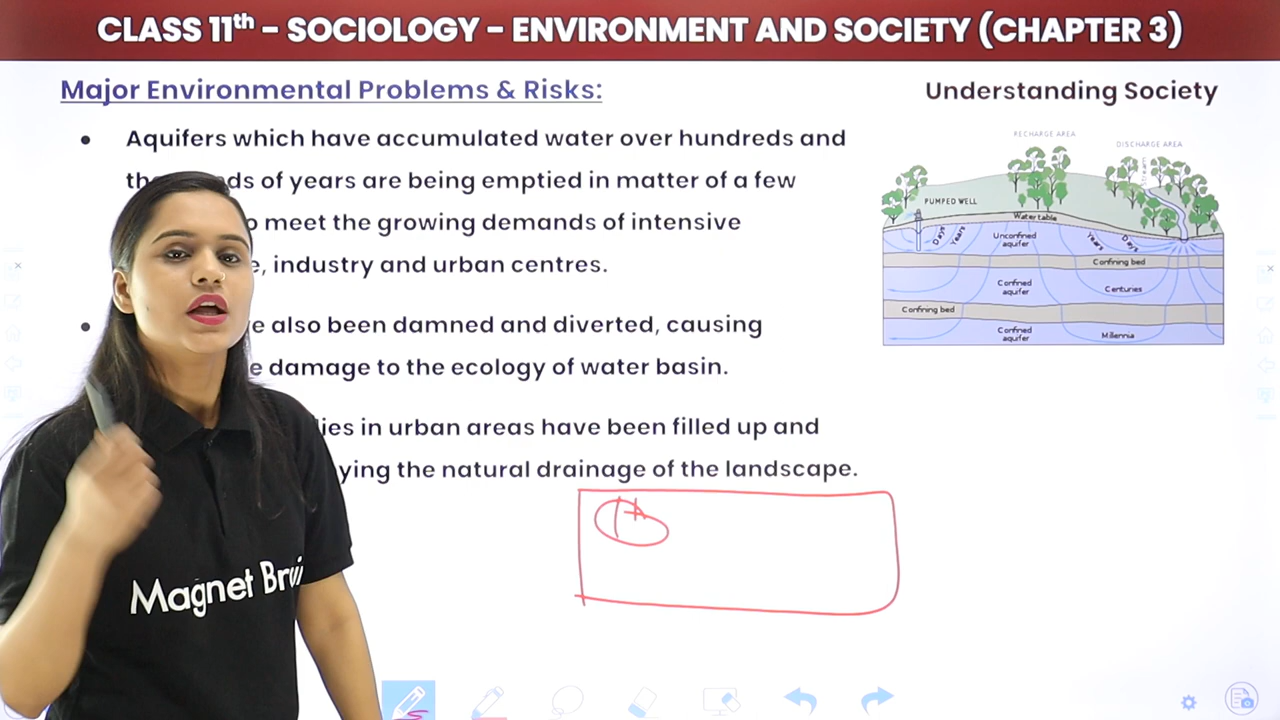 CLASS 11th - SOCIOLOGY - ENVIRONMENT AND SOCIETY (CHAPTER 3)
Major Environmental Problems & Risks:
Understanding Society
• Aquifers which have accumulated water over hundreds and
ds of years are being emptied in matter of a few
meet the growing demands of intensive
, industry and urban centres.
• also been damned and diverted, causing
damage to the ecology of water basin.
in urban areas have been filled up and
the natural drainage of the landscape.
RECHARGE AREA
DISCHARGE AREA
Stream
PUMPED WELL
Water table
Days
Years
Unconfined
aquifer
Years
Days
Confining bed
Confined
aquifer
Centuries
Confining bed
Confined
aquifer
Millennia
Magnet Br